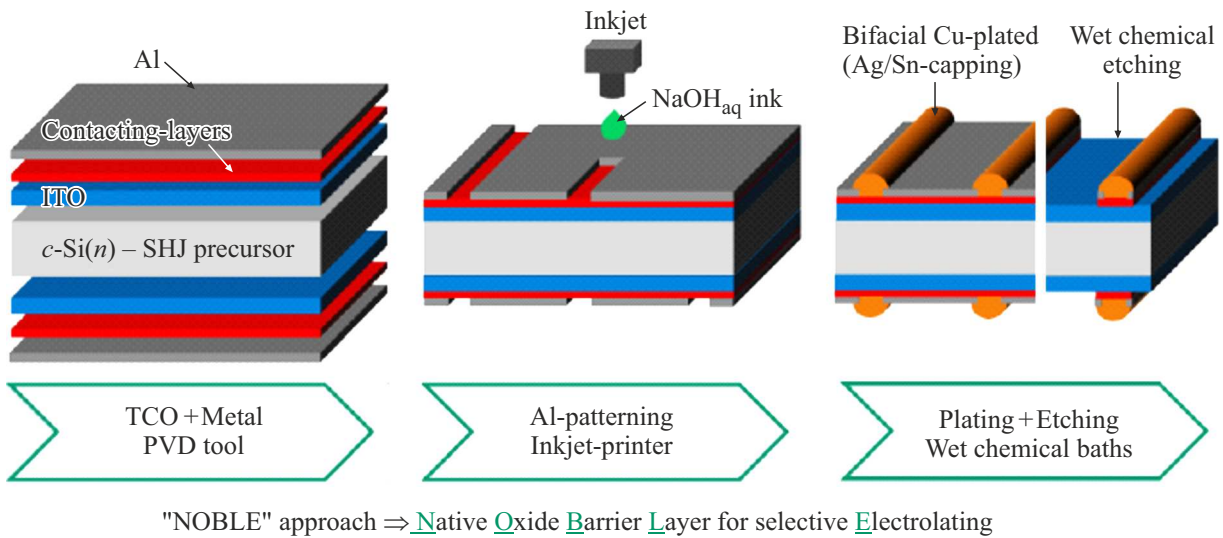 Al
Contacting-layers
ITO
c-Si(n) – SHJ precursor
TCO + Metal
PVD tool
Inkjet
NaOHaq ink
Al-patterning
Inkjet-printer
Bifacial Cu-plated
(Ag/Sn-capping)
Wet chemical
etching
Plating + Etching
Wet chemical baths
"NOBLE" approach ⇒ Native Oxide Barrier Layer for selective Electrolating